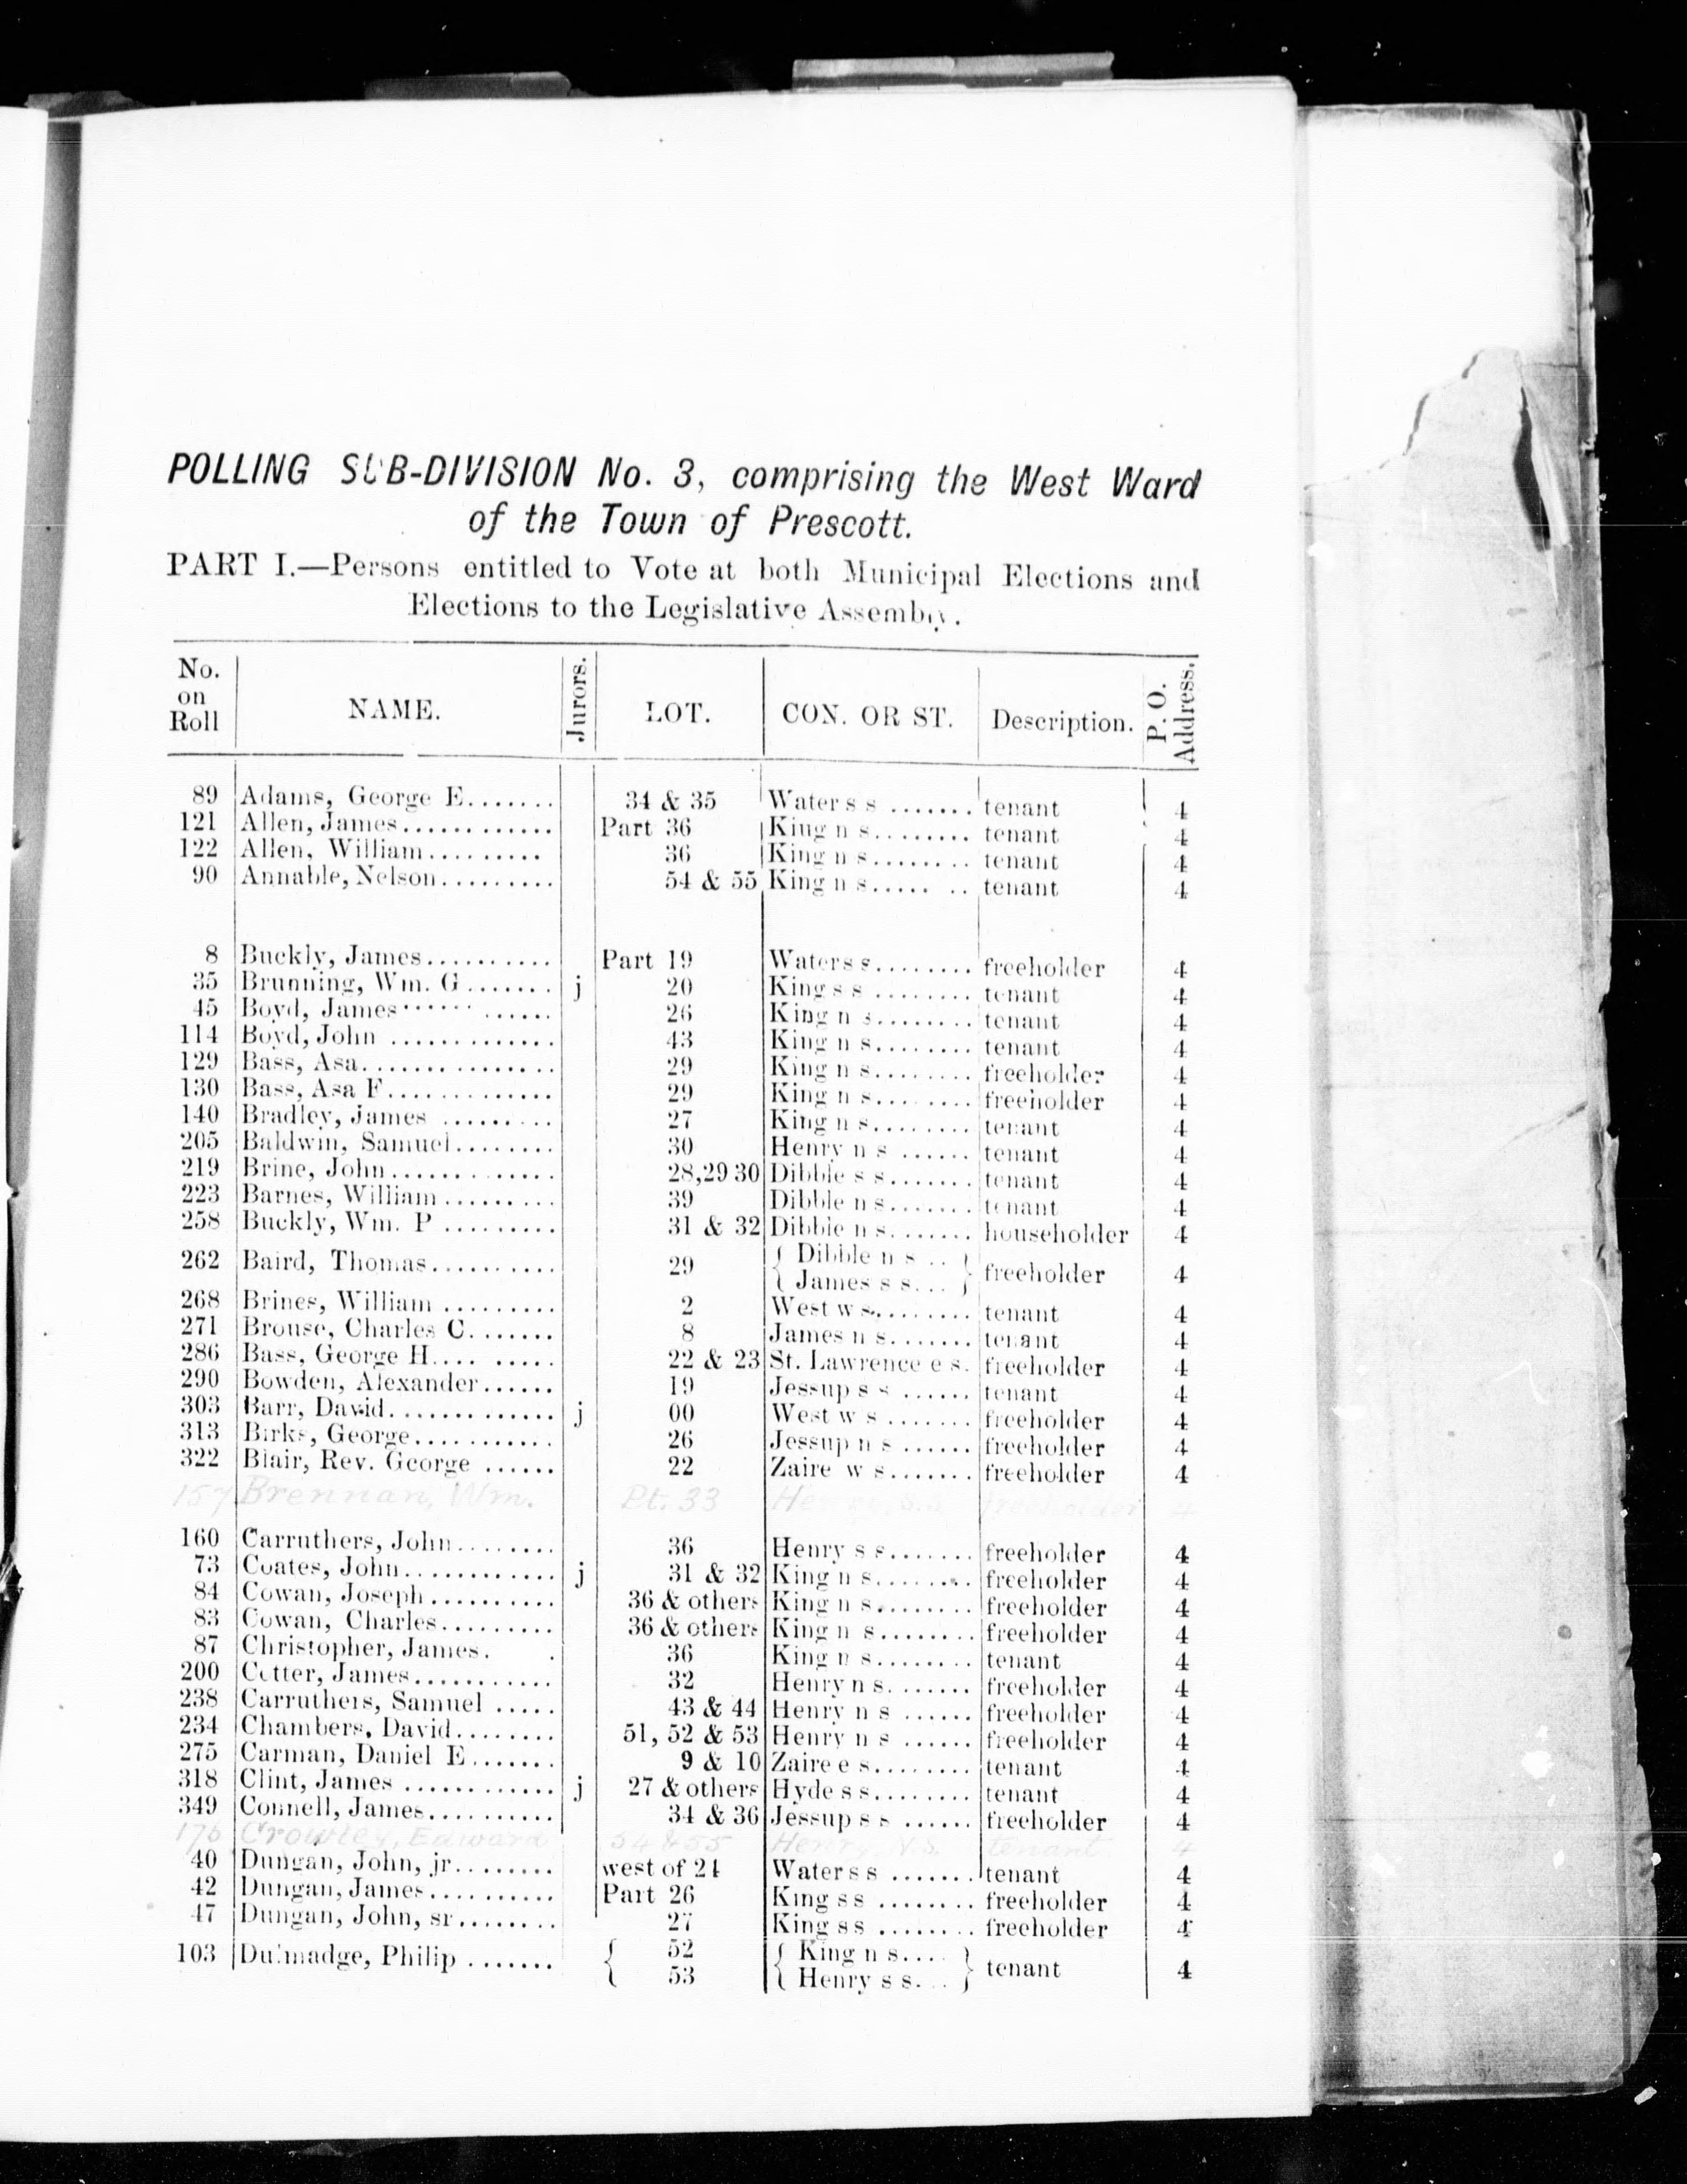 POLLING SUB-DIVISION No. 3, comprising the West Ward
of the Town of Prescott.
PART I.—Persons entitled to Vote at both Municipal Elections and
Elections to the Legislative Assembly.
No. on Roll NAME. Jurors. LOT. CON. OR ST. Description. P. O. Address.
89 Adams, George E....... 34 & 35 Water s s ....... tenant 4
121 Allen, James............ Part 36 King n s........ tenant 4
122 Allen, William......... 36 King n s........ tenant 4
90 Annable, Nelson......... 54 & 55 King n s..... .. tenant 4
8 Buckly, James.......... Part 19 Water s s........ freeholder 4
35 Brunning, Wm. G....... j 20 King s s ........ tenant 4
45 Boyd, James............ 26 King n s........ tenant 4
114 Boyd, John ............. 43 King n s........ tenant 4
129 Bass, Asa............... 29 King n s........ freeholder 4
130 Bass, Asa F............. 29 King n s........ freeholder 4
140 Bradley, James ......... 27 King n s........ tenant 4
205 Baldwin, Samuel........ 30 Henry n s ...... tenant 4
219 Brine, John............. 28,29 30 Dibble s s....... tenant 4
223 Barnes, William......... 39 Dibble n s....... tenant 4
258 Buckly, Wm. P ......... 31 & 32 Dibble n s....... householder 4
262 Baird, Thomas.......... 29 { Dibble n s .. James s s... } freeholder 4
268 Brines, William ......... 2 West w s........ tenant 4
271 Brouse, Charles C....... 8 James n s....... tenant 4
286 Bass, George H.... ..... 22 & 23 St. Lawrence e s. freeholder 4
290 Bowden, Alexander...... 19 Jessup s s ...... tenant 4
303 Barr, David............. j 00 West w s ....... freeholder 4
313 Birks, George........... 26 Jessup n s ...... freeholder 4
322 Blair, Rev. George ...... 22 Zaire w s....... freeholder 4
157 Brennan, Wm. Pt. 33 Henry, S.S. freeholder 4
160 Carruthers, John........ 36 Henry s s....... freeholder 4
73 Coates, John............ j 31 & 32 King n s........ freeholder 4
84 Cowan, Joseph.......... 36 & others King n s........ freeholder 4
83 Cowan, Charles......... 36 & others King n s........ freeholder 4
87 Christopher, James. . 36 King n s........ tenant 4
200 Cotter, James........... 32 Henry n s....... freeholder 4
238 Carruthers, Samuel ..... 43 & 44 Henry n s ...... freeholder 4
234 Chambers, David........ 51, 52 & 53 Henry n s ...... freeholder 4
275 Carman, Daniel E....... 9 & 10 Zaire e s........ tenant 4
318 Clint, James ............ j 27 & others Hyde s s........ tenant 4
349 Connell, James.......... 34 & 36 Jessup s s ...... freeholder 4
176 Crowley, Edward 54 & 55 Henry, N.S. tenant. 4
40 Dungan, John, jr........ west of 24 Water s s ....... tenant 4
42 Dungan, James.......... Part 26 King s s ........ freeholder 4
47 Dungan, John, sr........ 27 King s s ........ freeholder 4
103 Dulmadge, Philip ....... { 52 53 { King n s.... Henry s s... } tenant 4